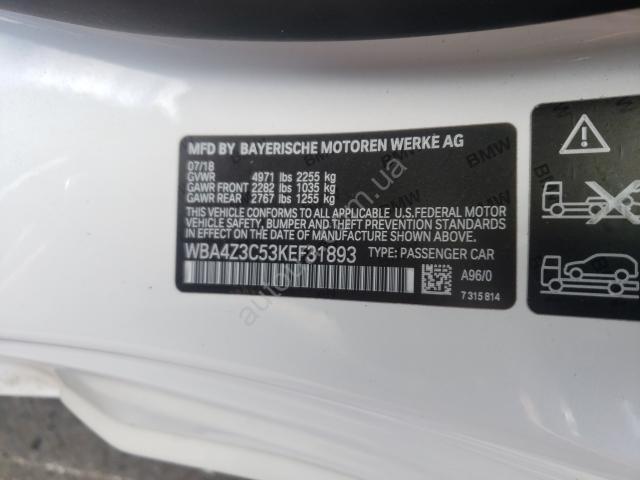 MFD BY BAYERISCHE MOTOREN WERKE AG
07/18
GVWR 4971 lbs 2255 kg
GAWR FRONT 2282 lbs 1035 kg
GAWR REAR 2767 lbs 1255 kg
THIS VEHICLE CONFORMS TO ALL APPLICABLE U.S.FEDERAL MOTOR
VEHICLE SAFETY, BUMPER, AND THEFT PREVENTION STANDARDS
IN EFFECT ON THE DATE OF MANUFACTURE SHOWN ABOVE.
WBA4Z3C53KEF31893 TYPE: PASSENGER CAR
A96/0
7 315 814
BMW
BMW